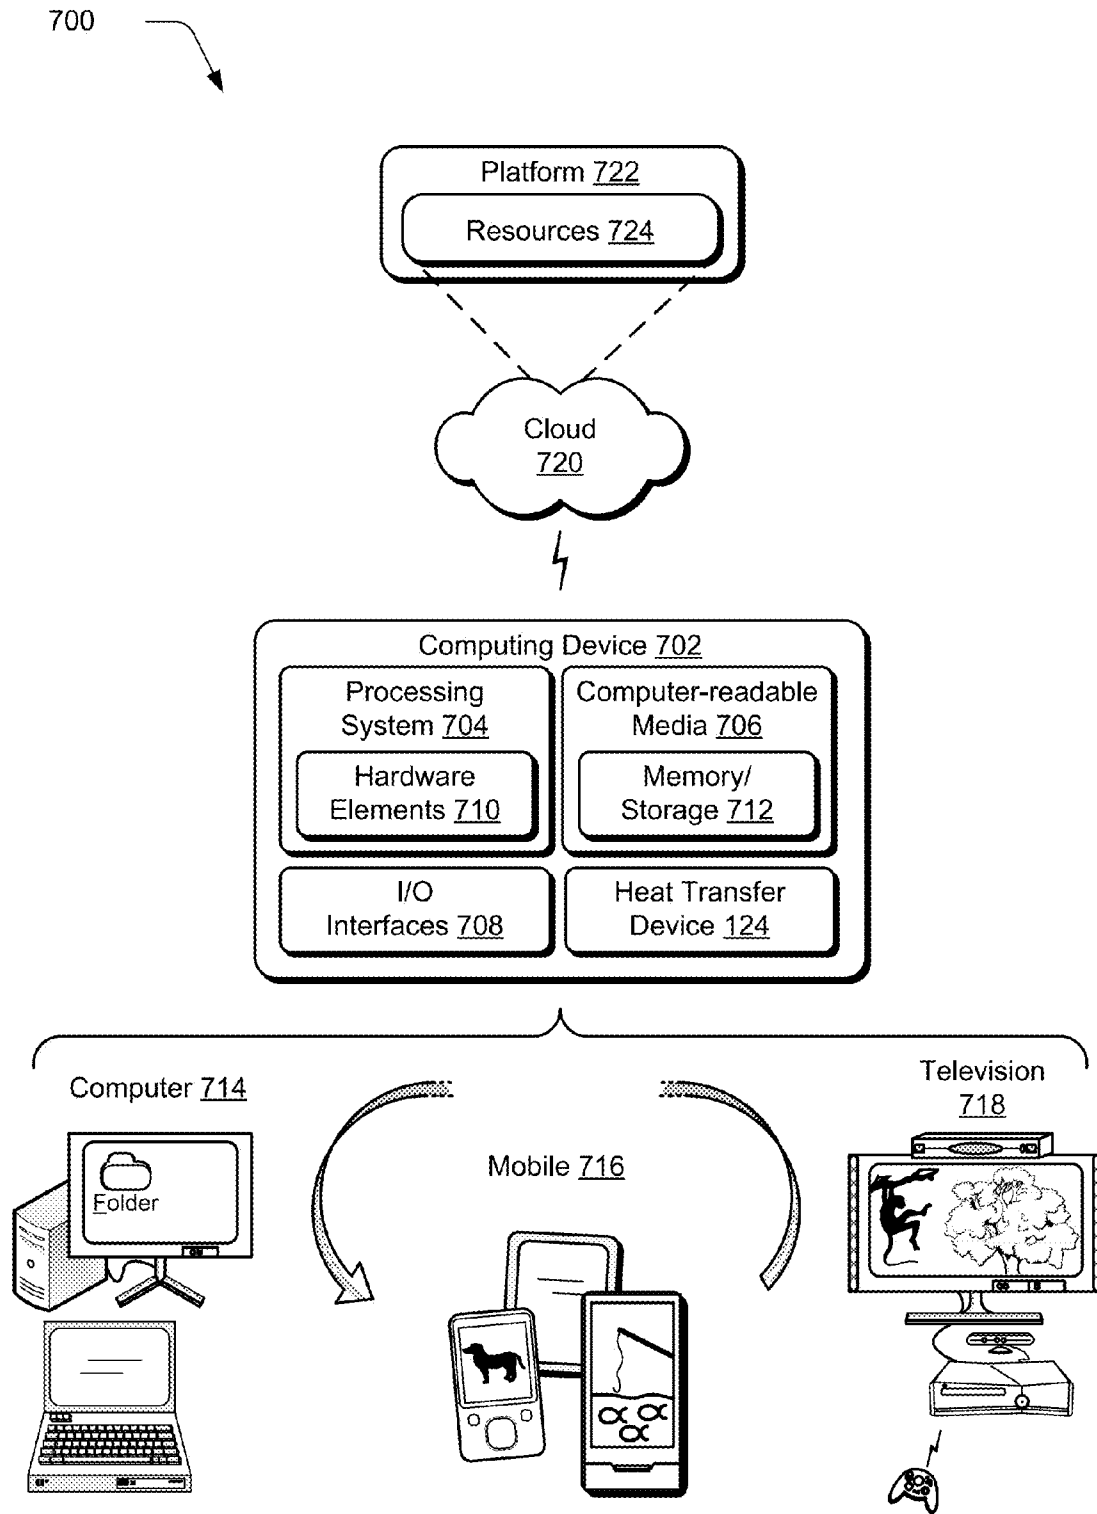 700
Platform 722
Resources 724
Cloud
720
Computing Device 702
Processing
System 704
Hardware
Elements 710
Computer-readable
Media 706
Memory/
Storage 712
I/O
Interfaces 708
Heat Transfer
Device 124
Computer 714
Folder
Mobile 716
Television
718